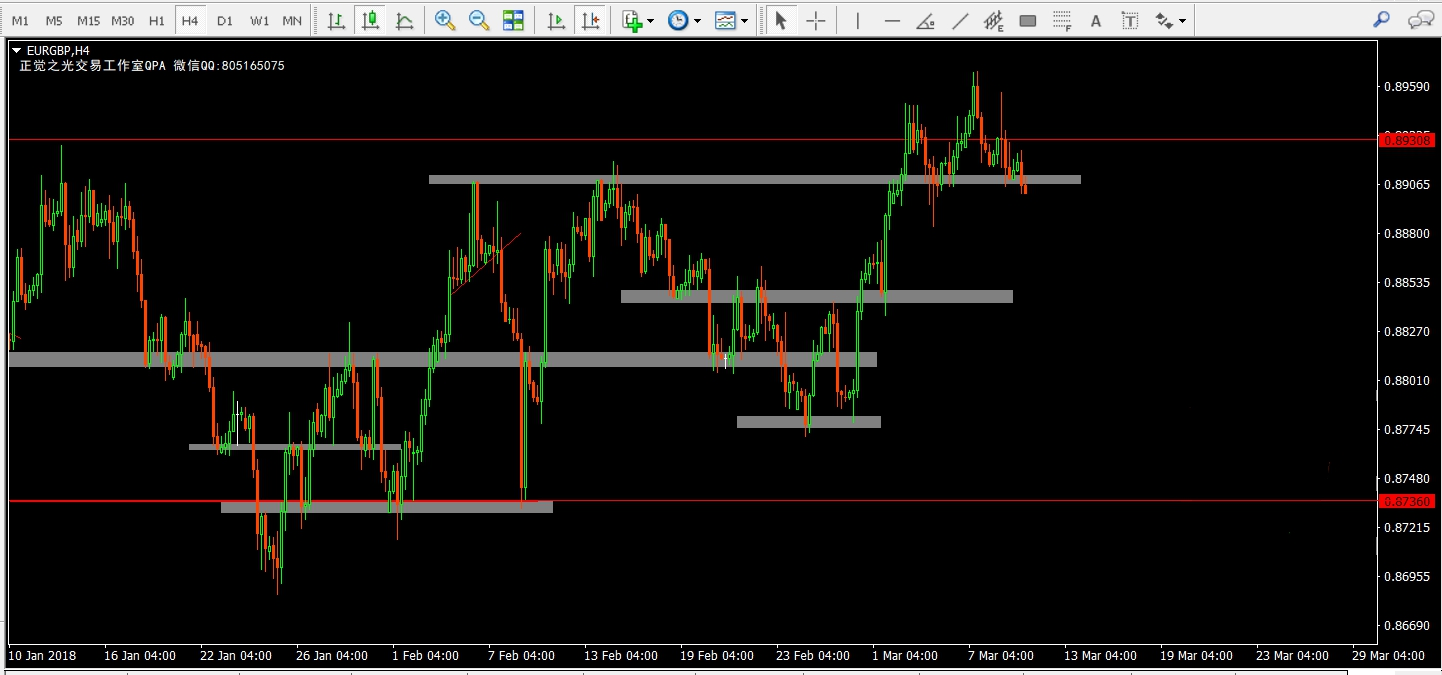 M1 M5 M15 M30 H1 H4 D1 W1 MN
E F A T
EURGBP,H4
正觉之光交易工作室QPA 微信QQ:805165075
0.89590
0.89308
0.89065
0.88800
0.88535
0.88270
0.88010
0.87745
0.87480
0.87360
0.87215
0.86955
0.86690
10 Jan 2018 16 Jan 04:00 22 Jan 04:00 26 Jan 04:00 1 Feb 04:00 7 Feb 04:00 13 Feb 04:00 19 Feb 04:00 23 Feb 04:00 1 Mar 04:00 7 Mar 04:00 13 Mar 04:00 19 Mar 04:00 23 Mar 04:00 29 Mar 04:00